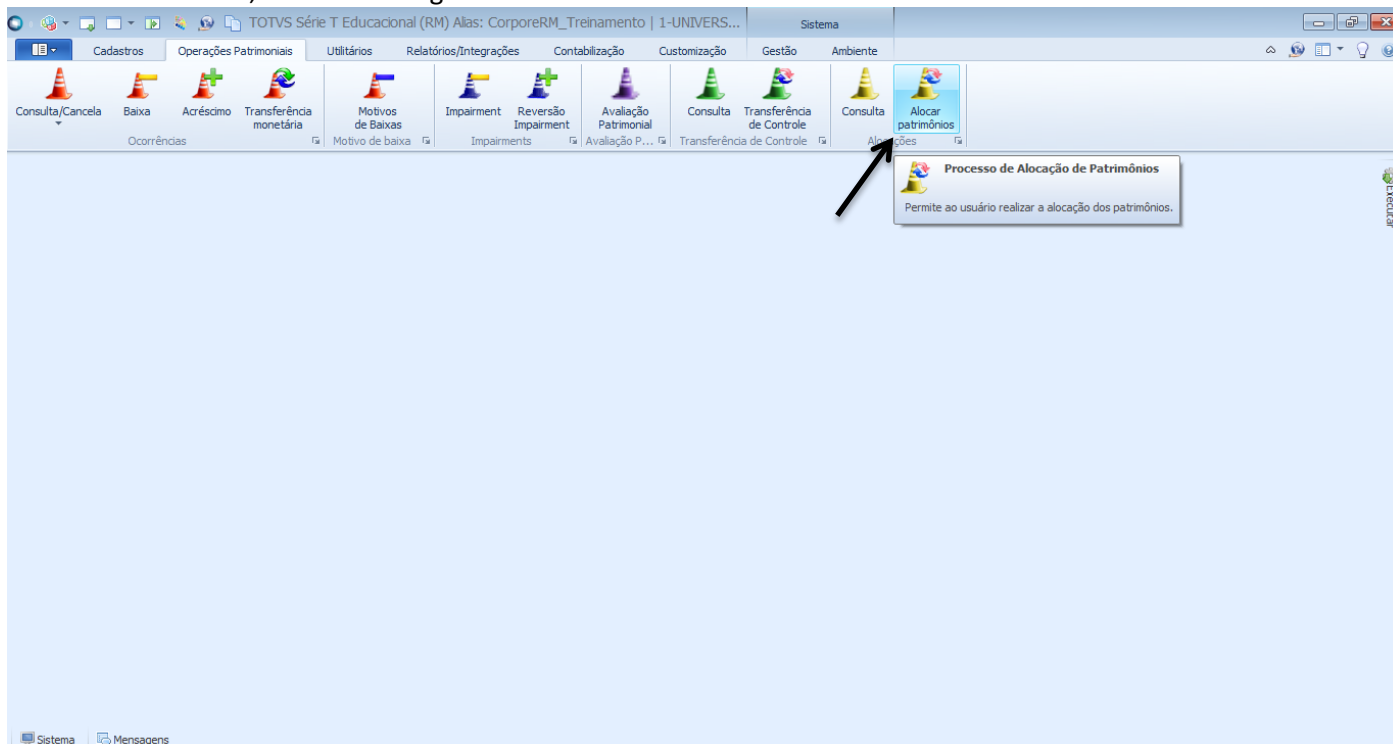 TOTVS Série T Educacional (RM) Alias: CorporeRM_Treinamento | 1-UNIVERS...
Sistema
Cadastros Operações Patrimoniais Utilitários Relatórios/Integrações Contabilização Customização Gestão Ambiente
Consulta/Cancela Baixa Acréscimo Transferência Motivos Impairment Reversão Avaliação Consulta Transferência Consulta Alocar
monetária de Baixas Impairment Patrimonial de Controle patrimônios
Ocorrências Motivo de baixa Impairments Avaliação P... Transferência de Controle Alocações
Processo de Alocação de Patrimônios
Permite ao usuário realizar a alocação dos patrimônios.
Executar
Sistema Mensagens